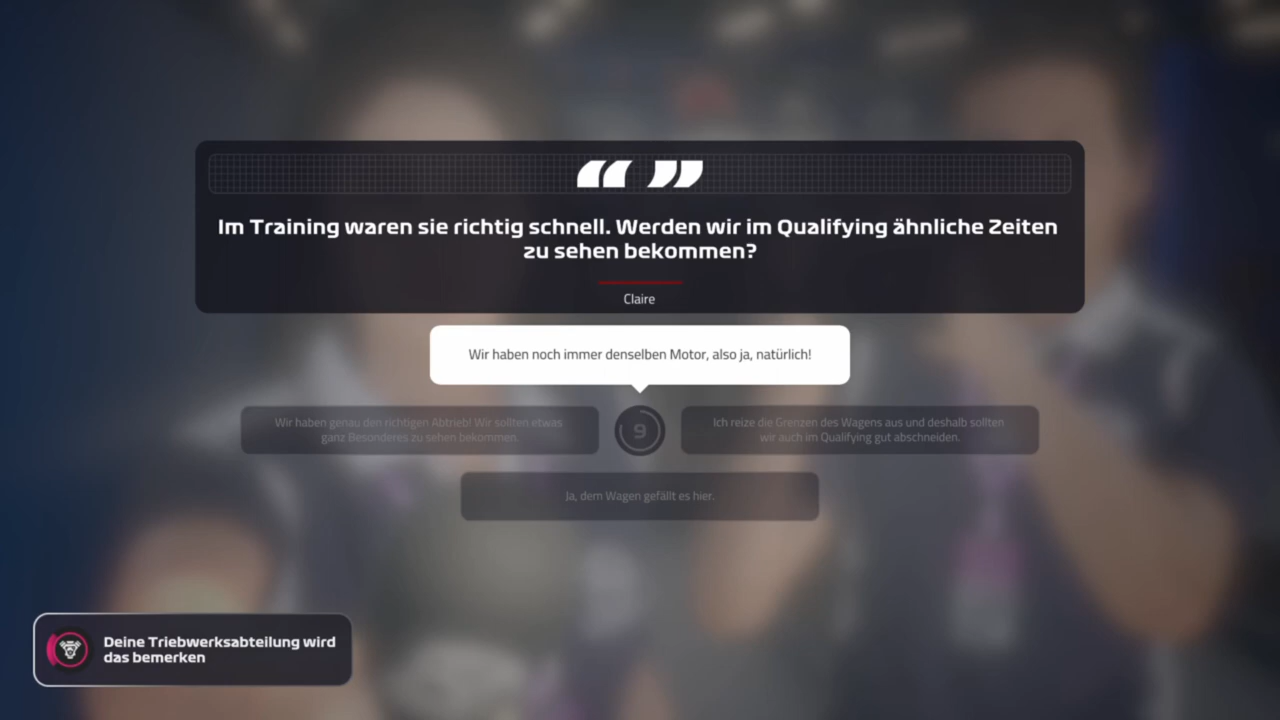 Im Training waren sie richtig schnell. Werden wir im Qualifying ähnliche Zeiten
zu sehen bekommen?
Claire
Wir haben noch immer denselben Motor, also ja, natürlich!
Wir haben genau den richtigen Abtrieb! Wir sollten etwas
ganz Besonderes zu sehen bekommen.
9
Ich reize die Grenzen des Wagens aus und deshalb sollten
wir auch im Qualifying gut abschneiden.
Ja, dem Wagen gefällt es hier.
Deine Triebwerksabteilung wird
das bemerken